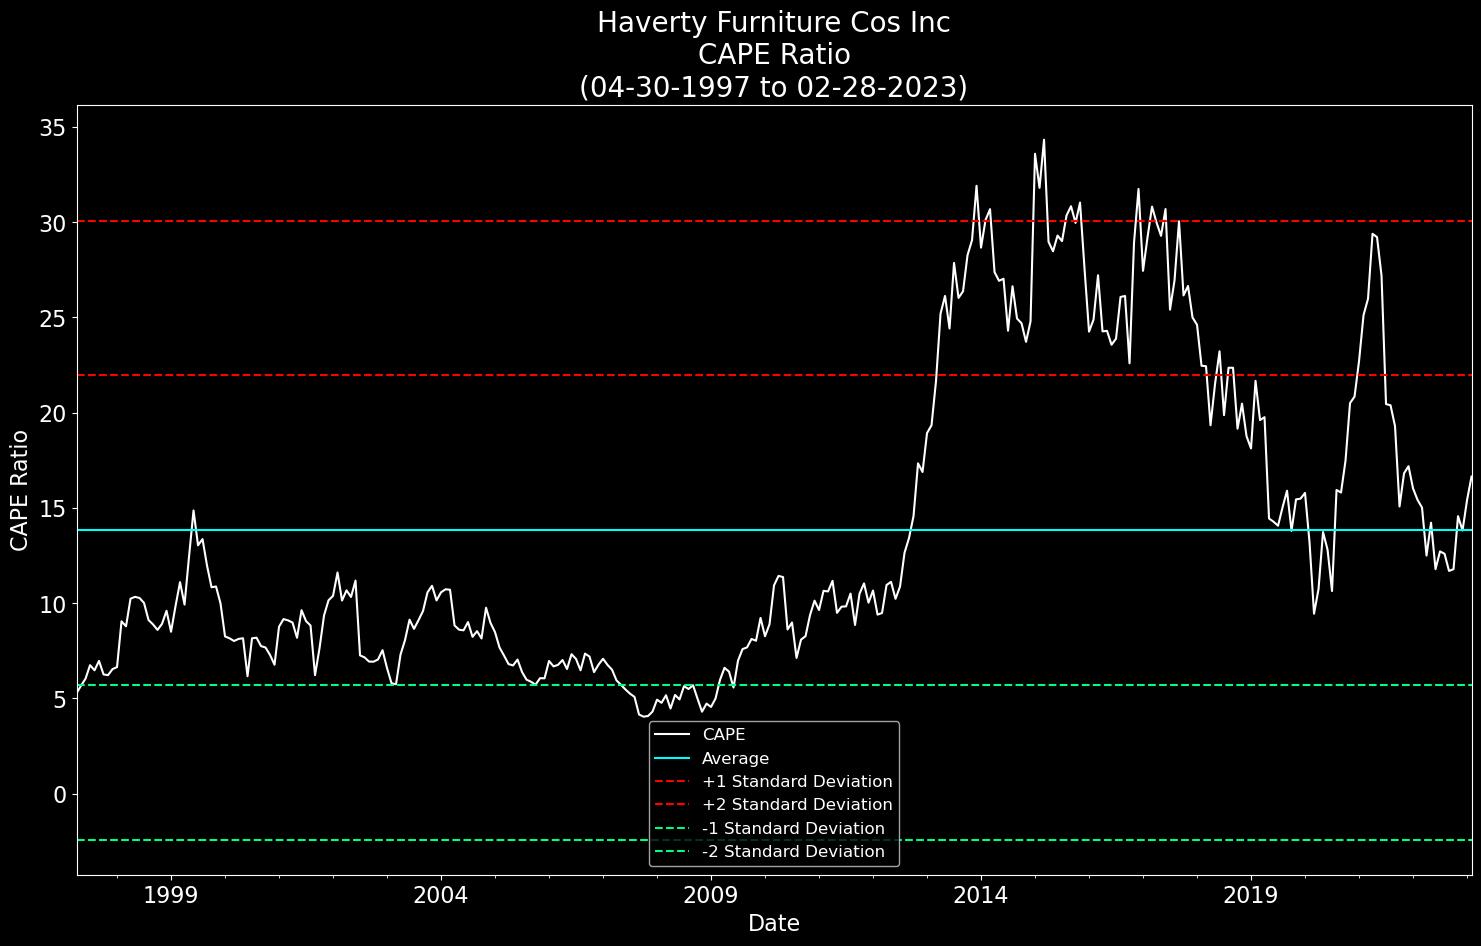 Haverty Furniture Cos Inc
CAPE Ratio
(04-30-1997 to 02-28-2023)
35
30
25
20
15
10
5
0
CAPE Ratio
CAPE
Average
+1 Standard Deviation
+2 Standard Deviation
-1 Standard Deviation
-2 Standard Deviation
1999 2004 2009 2014 2019
Date